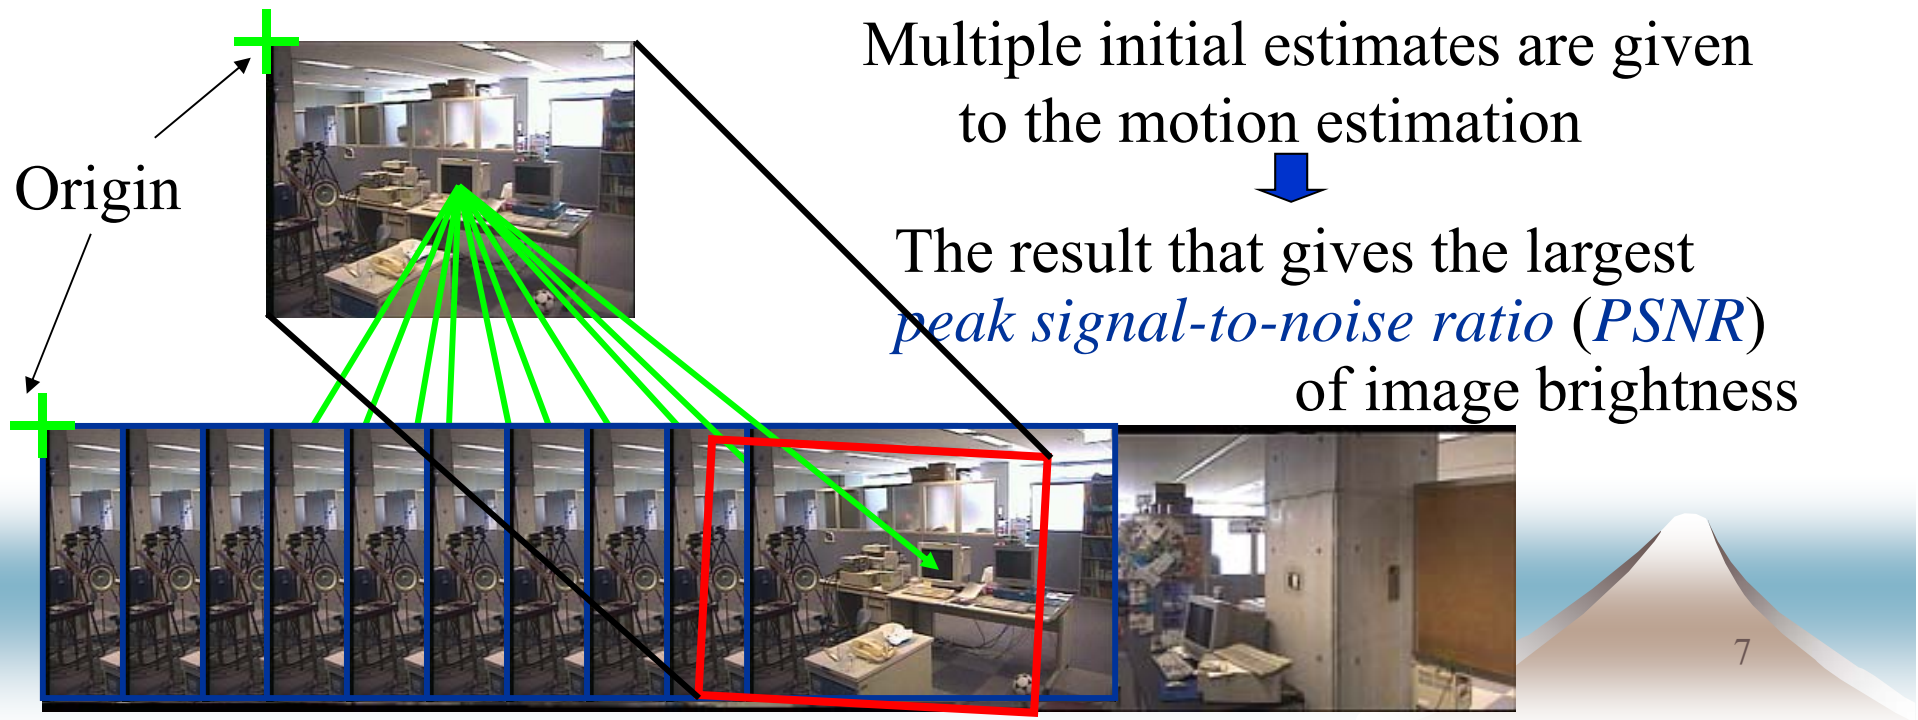 Origin
Multiple initial estimates are given
to the motion estimation
The result that gives the largest
peak signal-to-noise ratio (PSNR)
of image brightness
7